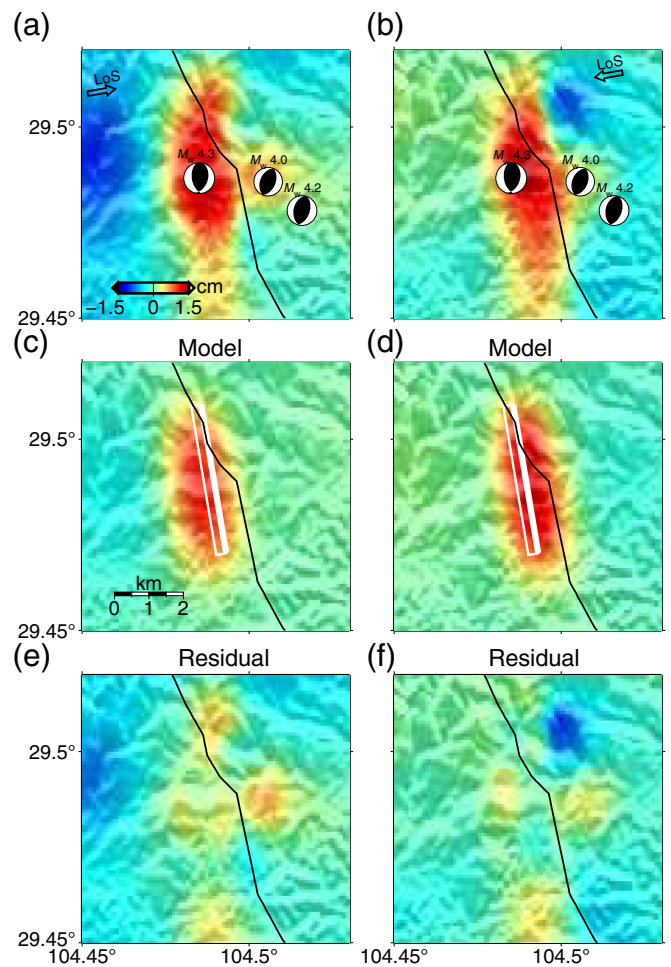 (a)
(b)
LoS
LoS
29.5°
Mw 4.3
Mw 4.0
Mw 4.2
Mw 4.3
Mw 4.0
Mw 4.2
cm
−1.5 0 1.5
29.45°
(c)
Model
(d)
Model
29.5°
km
0 1 2
29.45°
(e)
Residual
(f)
Residual
29.5°
29.45°
104.45° 104.5°
104.45° 104.5°